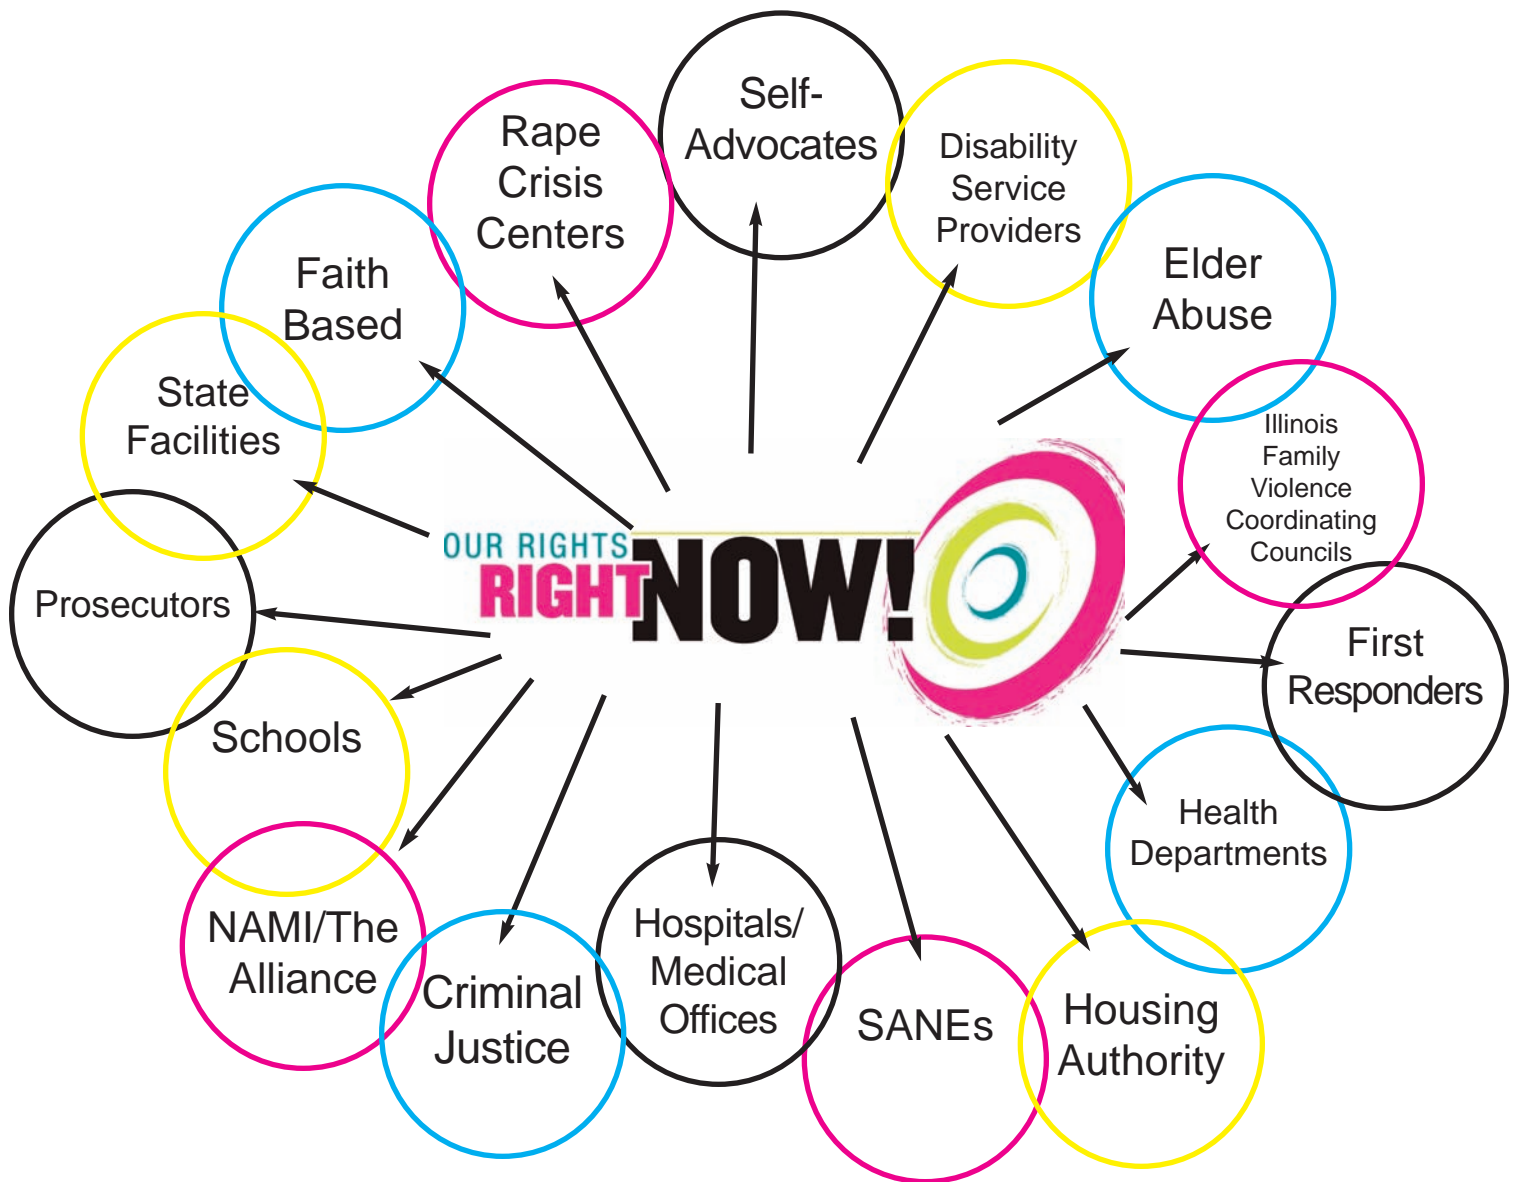 Self-
Advocates
Rape
Crisis
Centers
Disability
Service
Providers
Faith
Based
Elder
Abuse
State
Facilities
Illinois
Family
Violence
Coordinating
Councils
OUR RIGHTS
RIGHT NOW!
Prosecutors
First
Responders
Schools
Health
Departments
NAMI/The
Alliance
Criminal
Justice
Hospitals/
Medical
Offices
SANEs
Housing
Authority